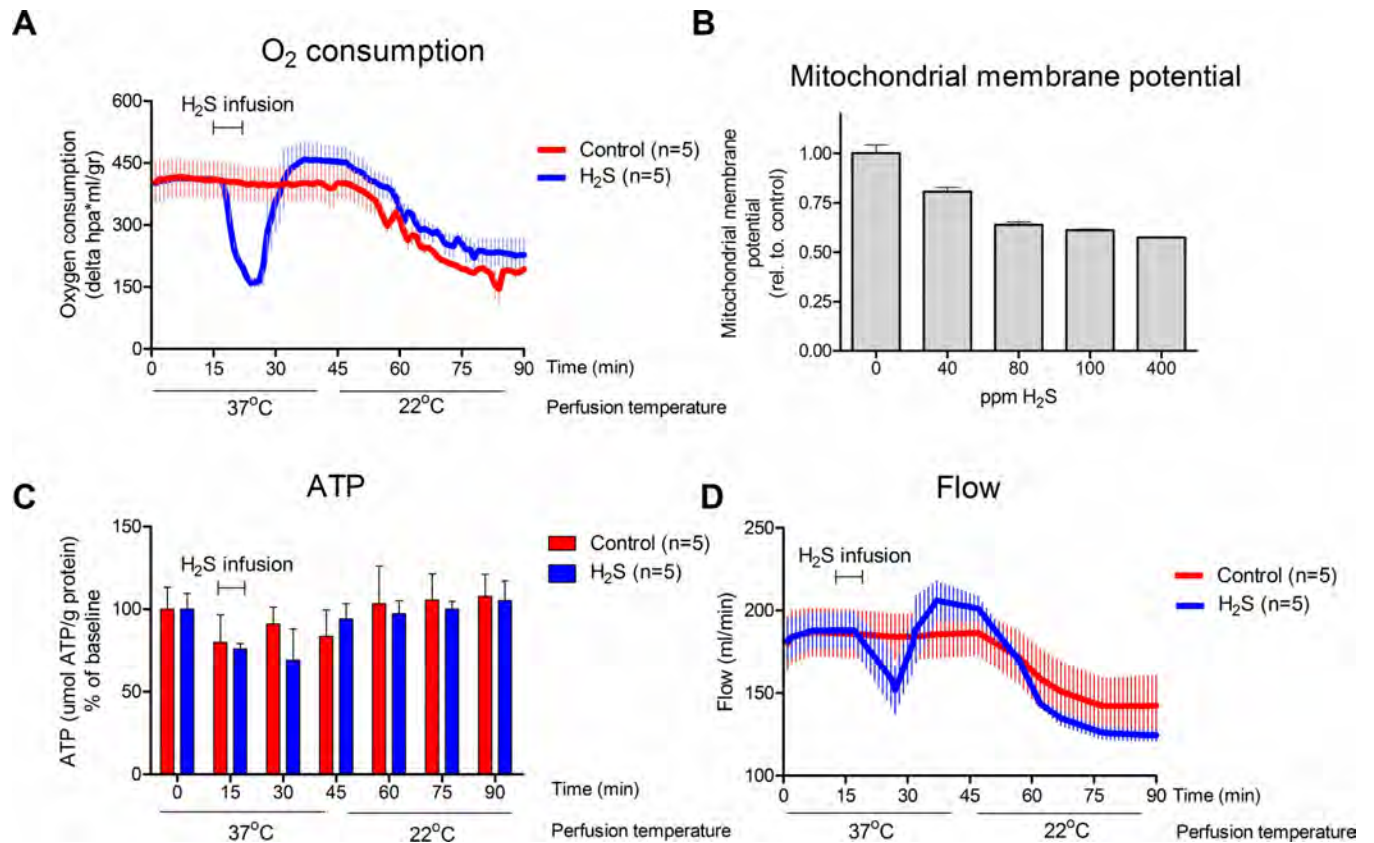 A
O₂ consumption
H₂S infusion
Oxygen consumption
(delta hpa*ml/gr)
600
450
300
150
0
0 15 30 45 60 75 90
Time (min)
37°C
22°C
Perfusion temperature
Control (n=5)
H₂S (n=5)
B
Mitochondrial membrane potential
Mitochondrial membrane
potential
(rel. to. control)
1.00
0.75
0.50
0.25
0.00
0 40 80 100 400
ppm H₂S
C
ATP
H₂S infusion
ATP (umol ATP/g protein)
% of baseline
150
100
50
0
0 15 30 45 60 75 90
Time (min)
37°C
22°C
Perfusion temperature
Control (n=5)
H₂S (n=5)
D
Flow
H₂S infusion
Flow (ml/min)
250
200
150
100
0 15 30 45 60 75 90
Time (min)
37°C
22°C
Perfusion temperature
Control (n=5)
H₂S (n=5)